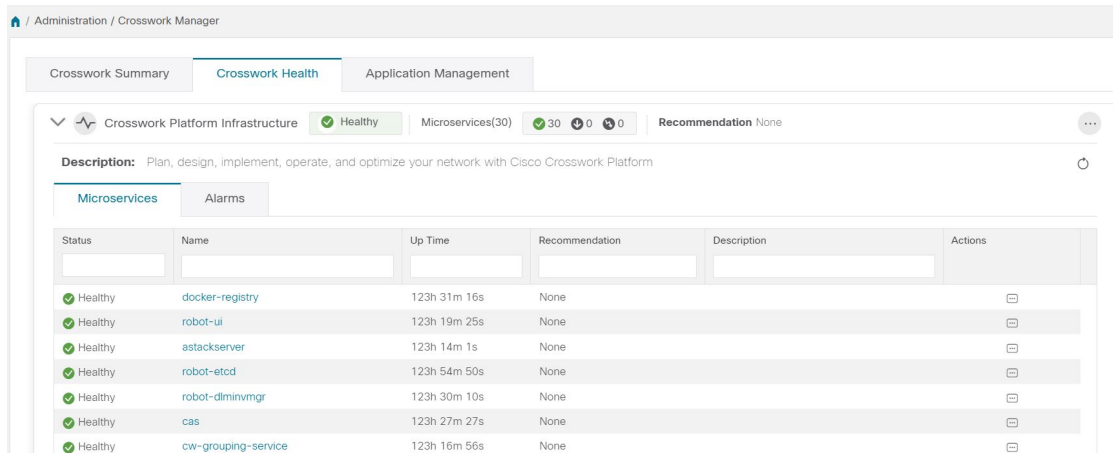 / Administration / Crosswork Manager
Crosswork Summary Crosswork Health Application Management
Crosswork Platform Infrastructure Healthy Microservices(30) 30 0 0 Recommendation None
Description: Plan, design, implement, operate, and optimize your network with Cisco Crosswork Platform
Microservices Alarms
Status Name Up Time Recommendation Description Actions
Healthy docker-registry 123h 31m 16s None
Healthy robot-ui 123h 19m 25s None
Healthy astackserver 123h 14m 1s None
Healthy robot-etcd 123h 54m 50s None
Healthy robot-dlminvmgr 123h 30m 10s None
Healthy cas 123h 27m 27s None
Healthy cw-grouping-service 123h 16m 56s None